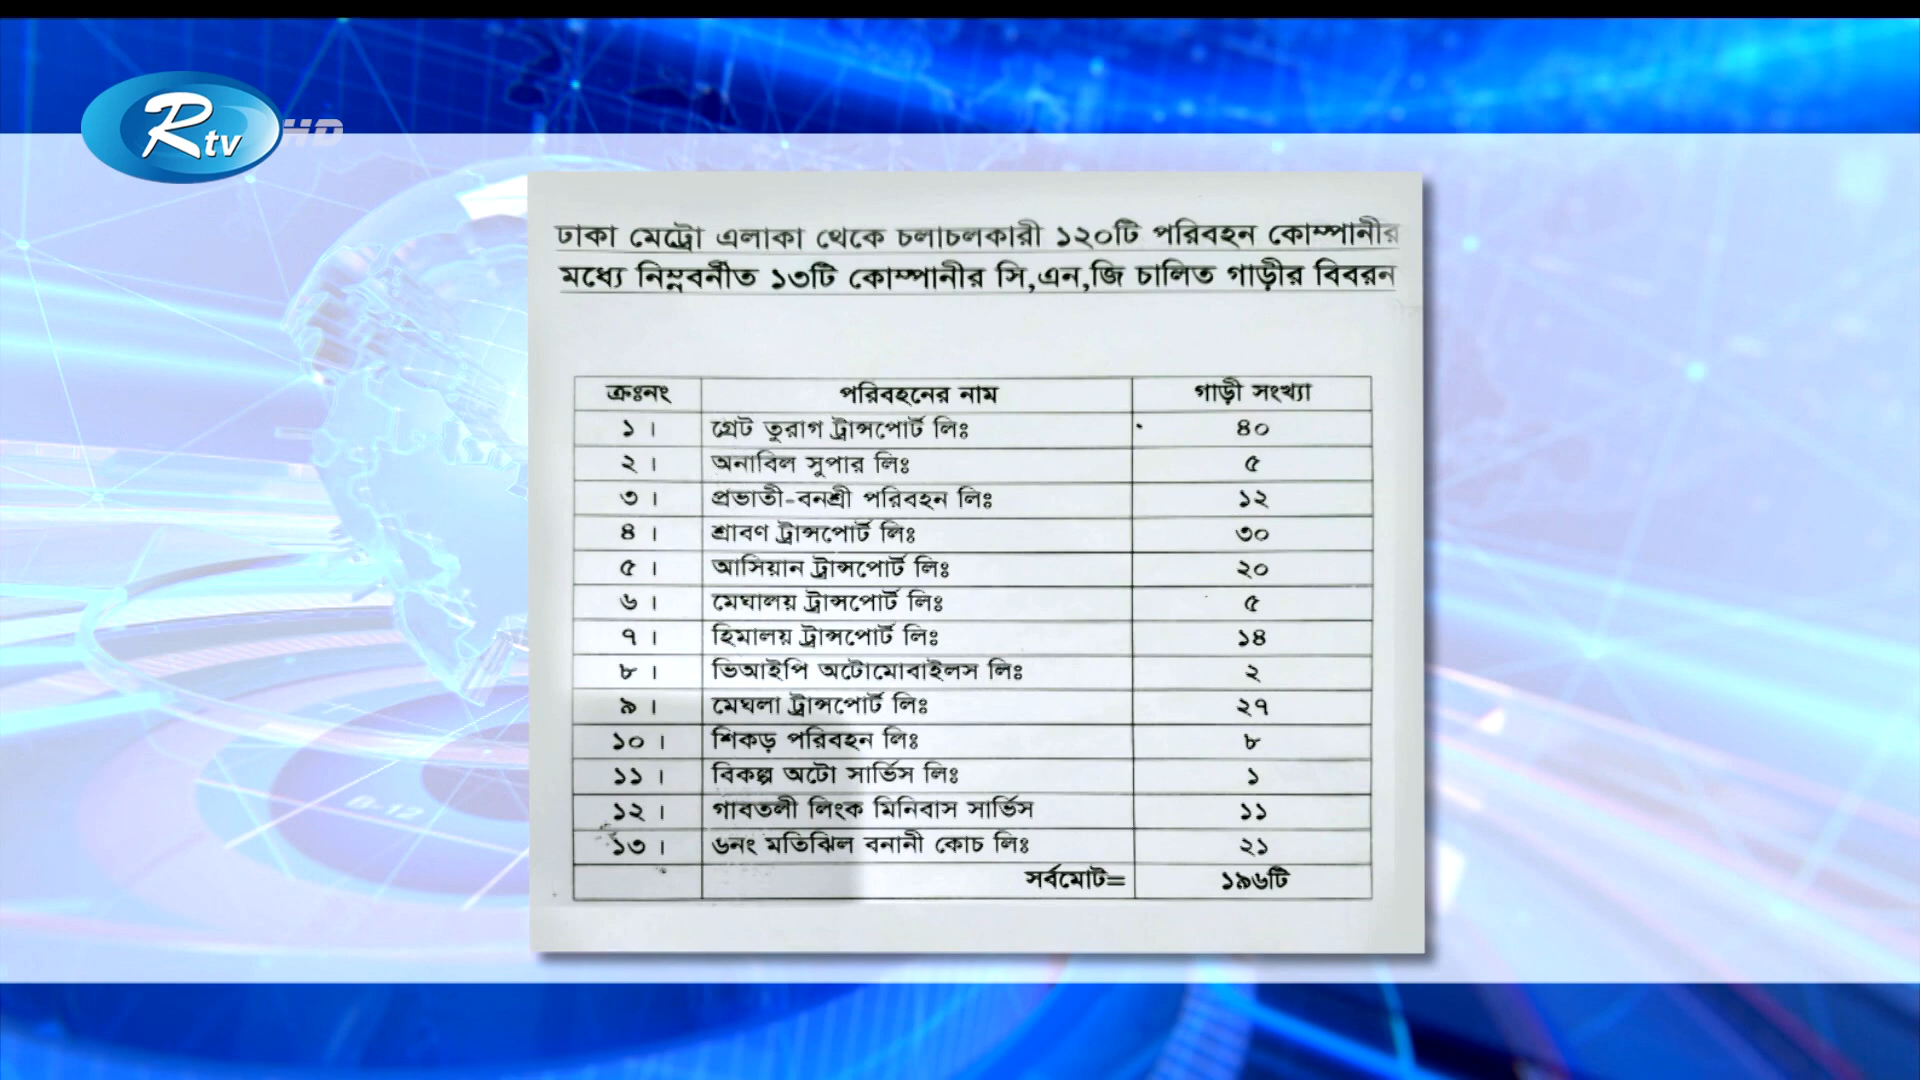 Rtv HD
ঢাকা মেট্রো এলাকা থেকে চলাচলকারী ১২০টি পরিবহন কোম্পানীর
মধ্যে নিম্নবর্নীত ১৩টি কোম্পানীর সি,এন,জি চালিত গাড়ীর বিবরন
ক্রঃনং পরিবহনের নাম গাড়ী সংখ্যা
১। গ্রেট তুরাগ ট্রান্সপোর্ট লিঃ ৪০
২। অনাবিল সুপার লিঃ ৫
৩। প্রভাতী-বনশ্রী পরিবহন লিঃ ১২
৪। শ্রাবণ ট্রান্সপোর্ট লিঃ ৩০
৫। আসিয়ান ট্রান্সপোর্ট লিঃ ২০
৬। মেঘালয় ট্রান্সপোর্ট লিঃ ৫
৭। হিমালয় ট্রান্সপোর্ট লিঃ ১৪
৮। ভিআইপি অটোমোবাইলস লিঃ ২
৯। মেঘলা ট্রান্সপোর্ট লিঃ ২৭
১০। শিকড় পরিবহন লিঃ ৮
১১। বিকল্প অটো সার্ভিস লিঃ ১
১২। গাবতলী লিংক মিনিবাস সার্ভিস ১১
১৩। ৬নং মতিঝিল বনানী কোচ লিঃ ২১
সর্বমোট= ১৯৬টি